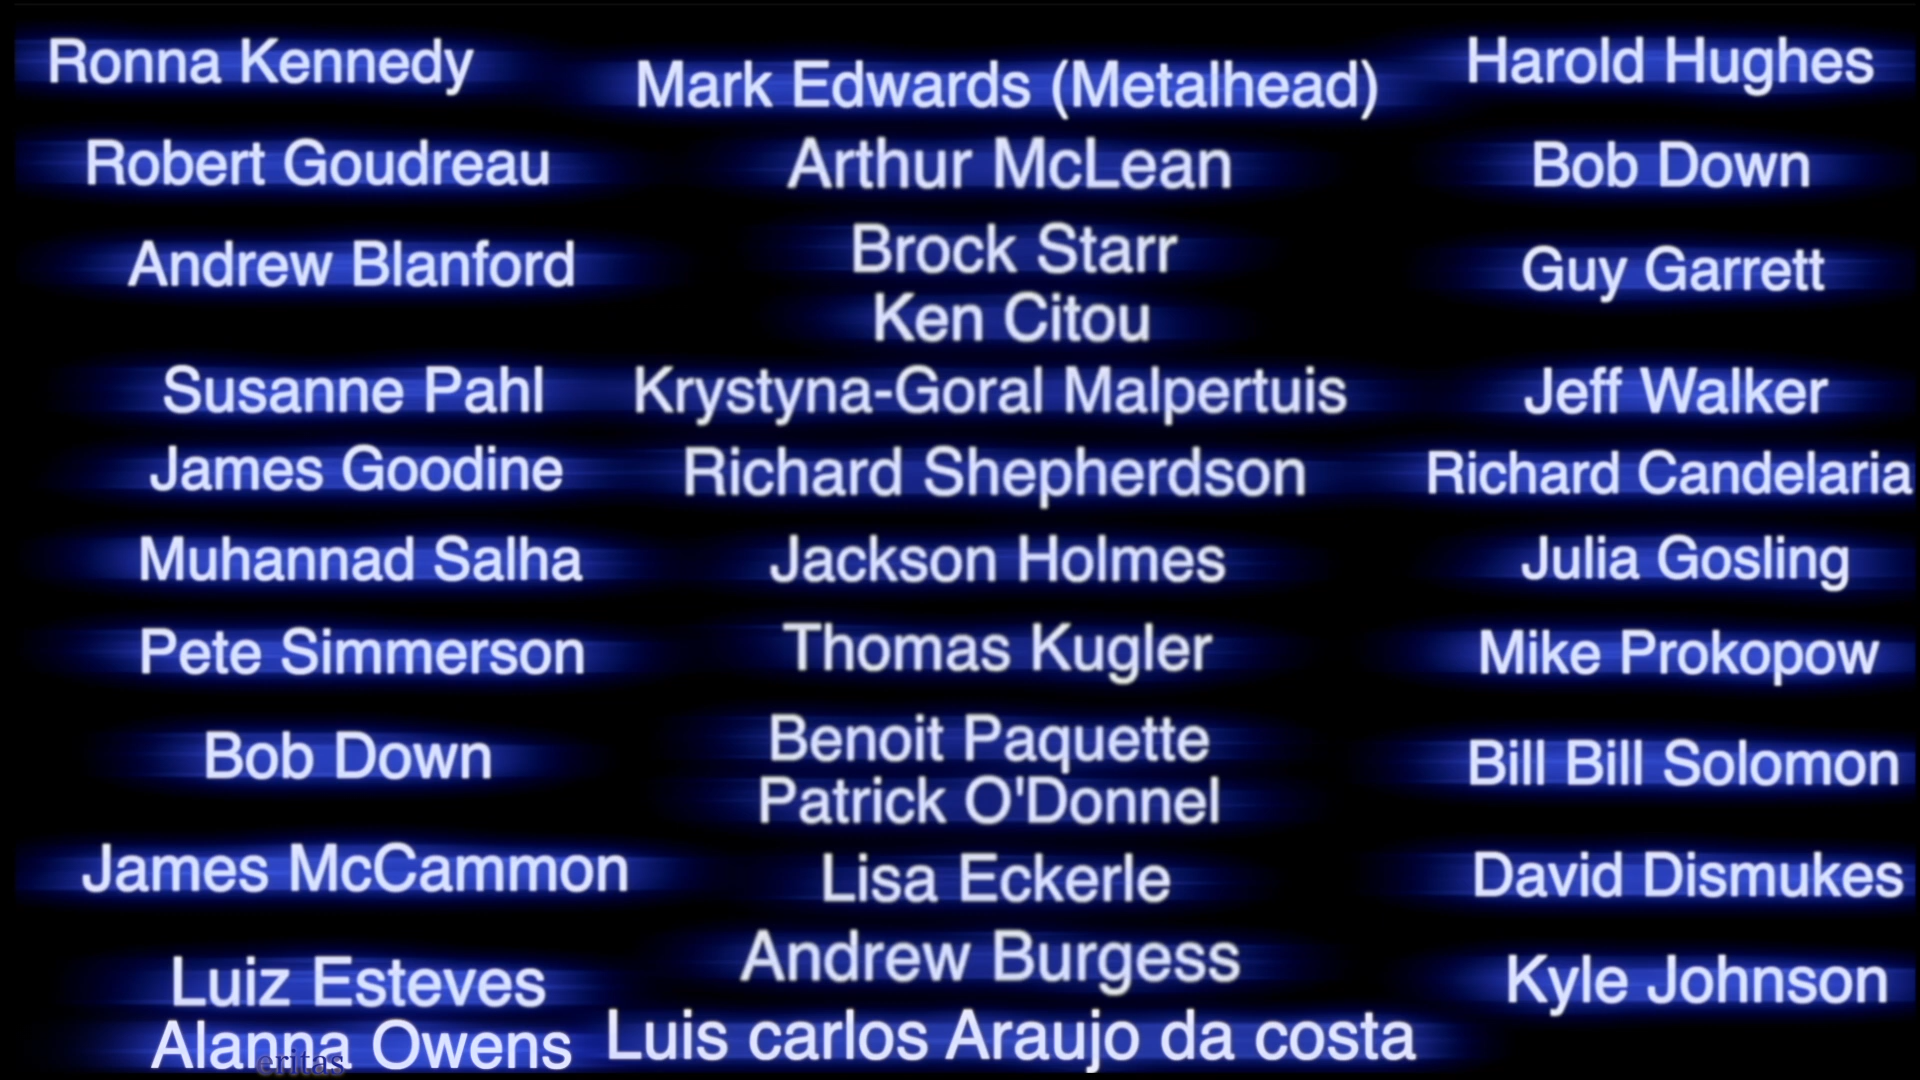 Ronna Kennedy
Robert Goudreau
Andrew Blanford
Susanne Pahl
James Goodine
Muhannad Salha
Pete Simmerson
Bob Down
James McCammon
Luiz Esteves
Alanna Owens
eritas
Mark Edwards (Metalhead)
Arthur McLean
Brock Starr
Ken Citou
Krystyna-Goral Malpertuis
Richard Shepherdson
Jackson Holmes
Thomas Kugler
Benoit Paquette
Patrick O'Donnel
Lisa Eckerle
Andrew Burgess
Luis carlos Araujo da costa
Harold Hughes
Bob Down
Guy Garrett
Jeff Walker
Richard Candelaria
Julia Gosling
Mike Prokopow
Bill Bill Solomon
David Dismukes
Kyle Johnson